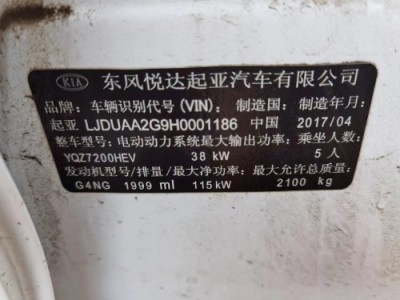 KIA 东风悦达起亚汽车有限公司
品牌: 车辆识别代号(VIN): 制造国: 制造年月:
起亚 LJDUAA2G9H0001186 中国 2017/04
整车型号: 电动动力系统最大输出功率: 乘坐人数:
YQZ7200HEV 38 kW 5 人
发动机型号/排量/最大净功率: 最大允许总质量:
G4NG 1999 ml 115kW 2100 kg